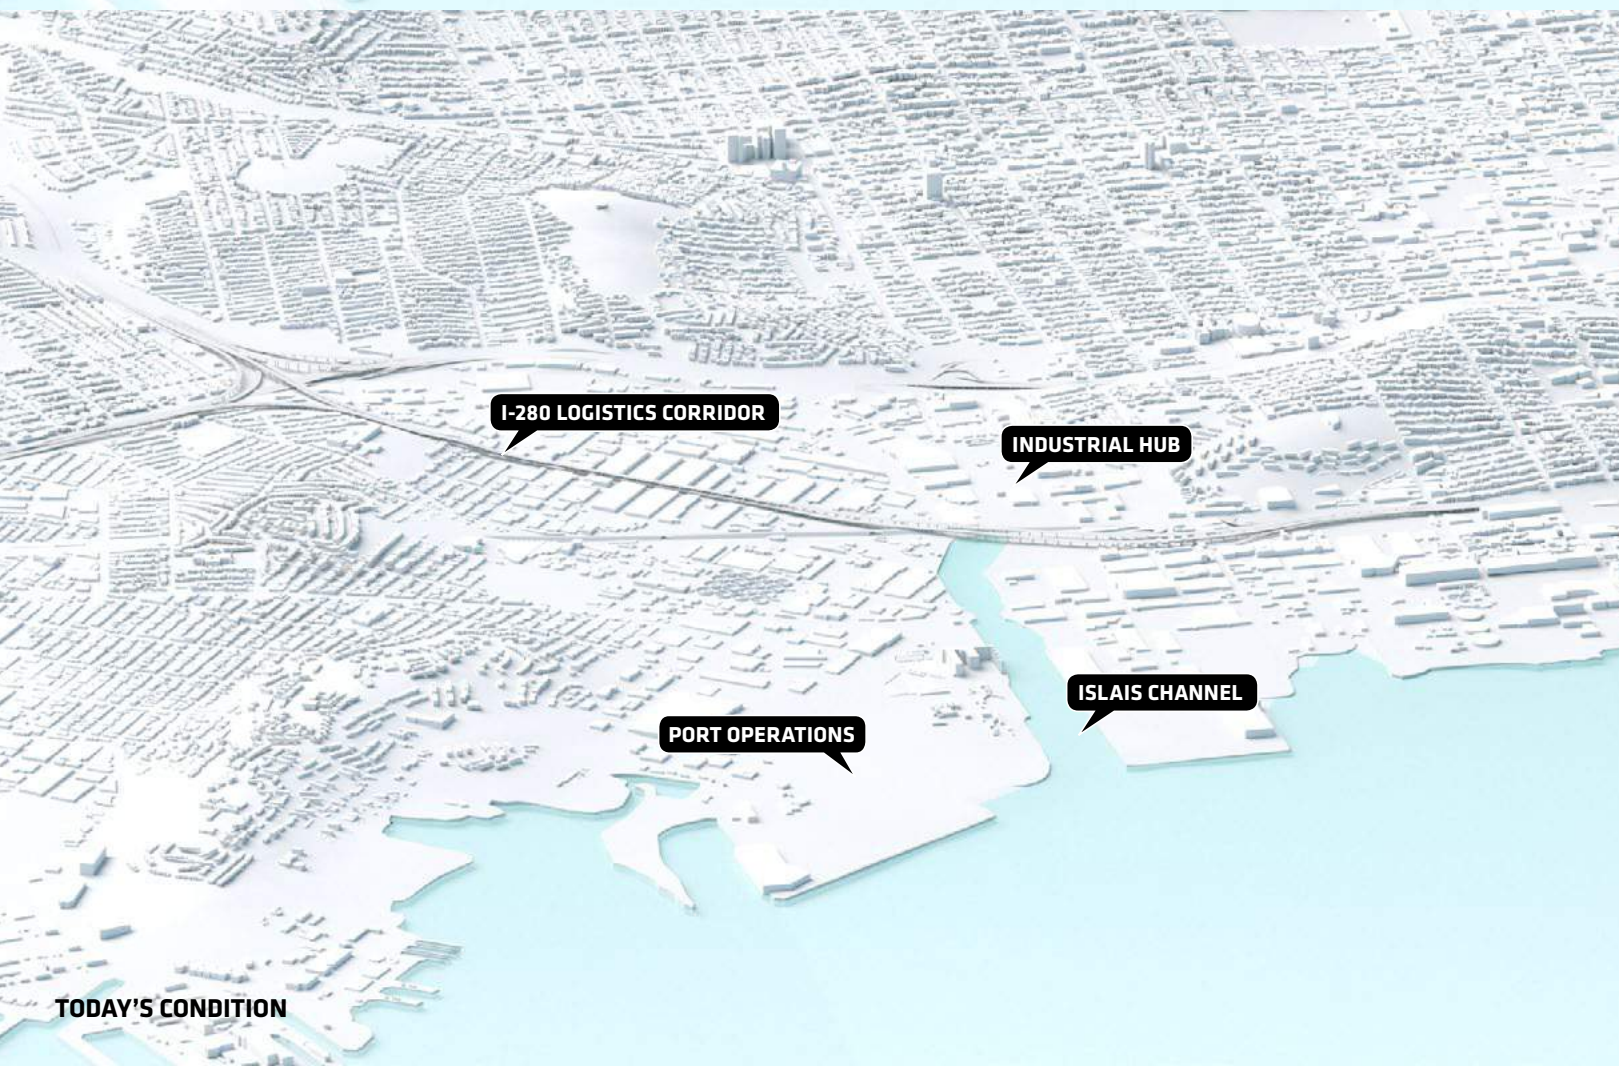 I-280 LOGISTICS CORRIDOR
INDUSTRIAL HUB
ISLAIS CHANNEL
PORT OPERATIONS
TODAY’S CONDITION